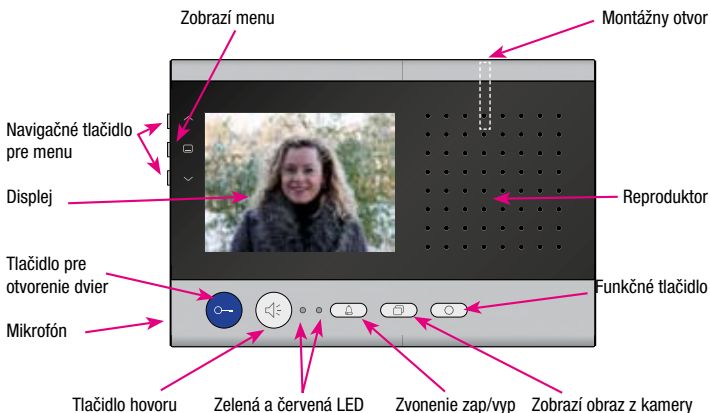 Zobrazí menu
Montážny otvor
Navigačné tlačidlo
pre menu
Displej
Reproduktor
Tlačidlo pre
otvorenie dvier
Funkčné tlačidlo
Mikrofón
Tlačidlo hovoru
Zelená a červená LED
Zvonenie zap/vyp
Zobrazí obraz z kamery